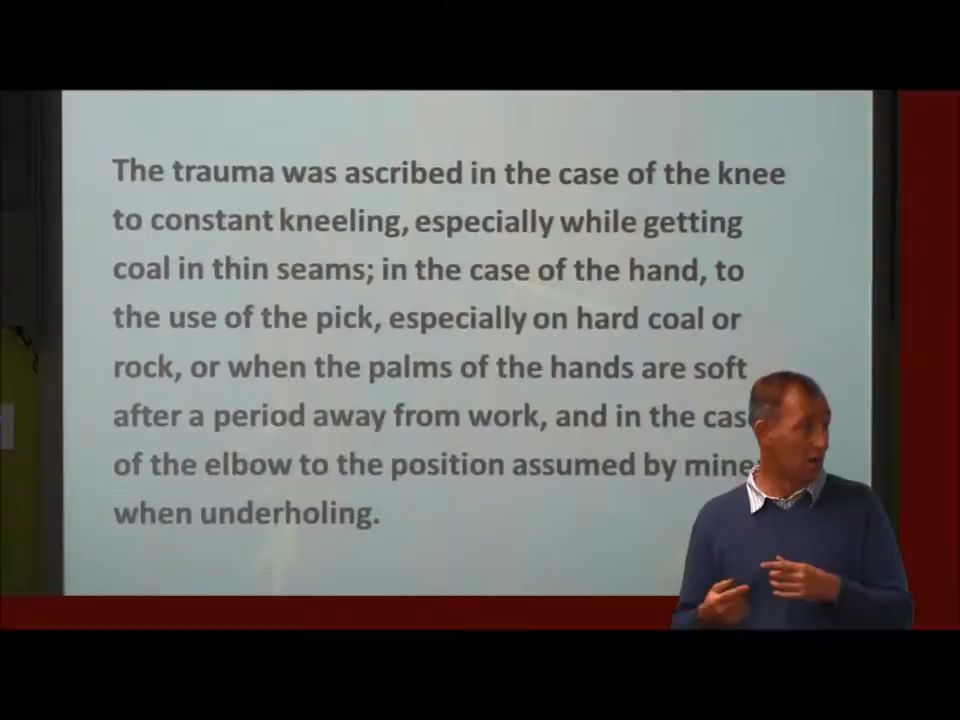 The trauma was ascribed in the case of the knee
to constant kneeling, especially while getting
coal in thin seams; in the case of the hand, to
the use of the pick, especially on hard coal or
rock, or when the palms of the hands are soft
after a period away from work, and in the cas
of the elbow to the position assumed by mine
when underholing.